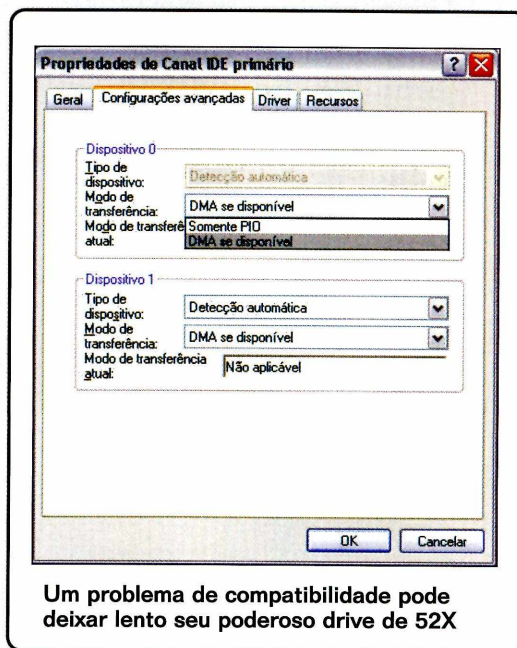 Propriedades de Canal IDE primário
Geral Configurações avançadas Driver Recursos
Dispositivo 0
Tipo de
dispositivo: Detecção automática
Modo de
transferência: DMA se disponível
Modo de transferê Somente PIO
atual: DMA se disponível
Dispositivo 1
Tipo de
dispositivo: Detecção automática
Modo de
transferência: DMA se disponível
Modo de transferência
atual: Não aplicável
OK Cancelar
Um problema de compatibilidade pode
deixar lento seu poderoso drive de 52X